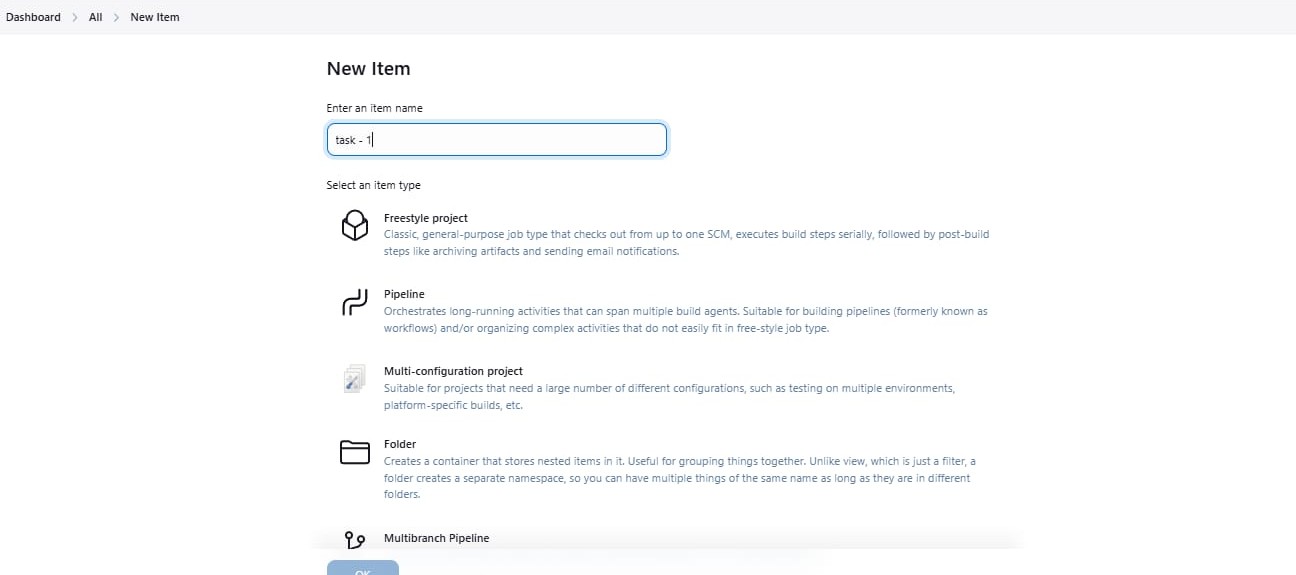 Dashboard > All > New Item
New Item
Enter an item name
task - 1
Select an item type
Freestyle project
Classic, general-purpose job type that checks out from up to one SCM, executes build steps serially, followed by post-build
steps like archiving artifacts and sending email notifications.
Pipeline
Orchestrates long-running activities that can span multiple build agents. Suitable for building pipelines (formerly known as
workflows) and/or organizing complex activities that do not easily fit in free-style job type.
Multi-configuration project
Suitable for projects that need a large number of different configurations, such as testing on multiple environments,
platform-specific builds, etc.
Folder
Creates a container that stores nested items in it. Useful for grouping things together. Unlike view, which is just a filter, a
folder creates a separate namespace, so you can have multiple things of the same name as long as they are in different
folders.
Multibranch Pipeline
OK